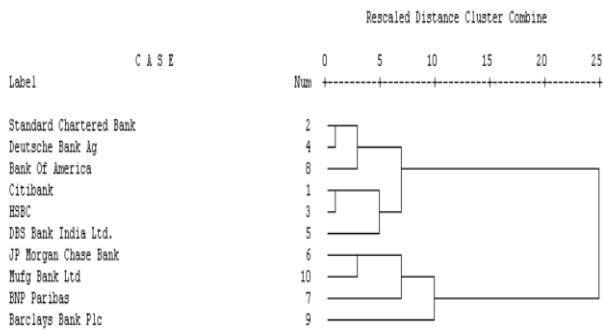 Rescaled Distance Cluster Combine
C A S E 0 5 10 15 20 25
Label Num +---------+---------+---------+---------+---------+
Standard Chartered Bank 2
Deutsche Bank Ag 4
Bank Of America 8
Citibank 1
HSBC 3
DBS Bank India Ltd. 5
JP Morgan Chase Bank 6
Mufg Bank Ltd 10
BNP Paribas 7
Barclays Bank Plc 9